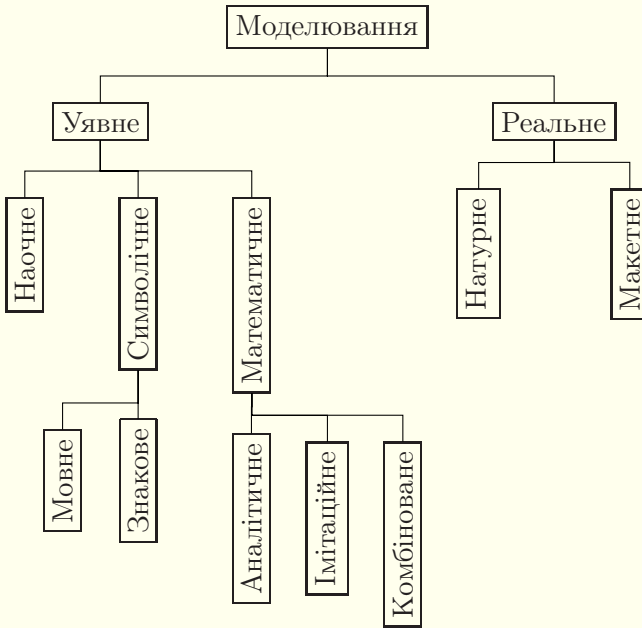 Моделювання
Уявне
Реальне
Наочне
Символічне
Математичне
Натурне
Макетне
Мовне
Знакове
Аналітичне
Імітаційне
Комбіноване